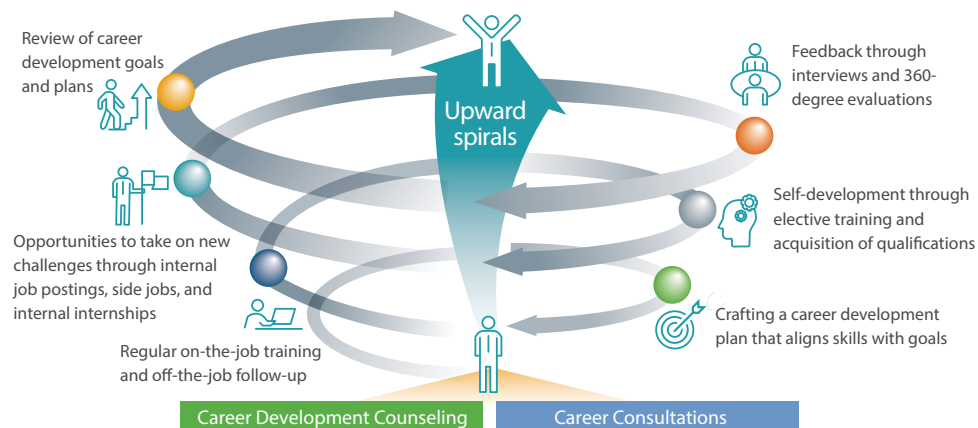 Review of career
development goals
and plans
Upward
spirals
Feedback through
interviews and 360-
degree evaluations
Opportunities to take on new
challenges through internal
job postings, side jobs, and
internal internships
Self-development through
elective training and
acquisition of qualifications
Regular on-the-job training
and off-the-job follow-up
Crafting a career development
plan that aligns skills with goals
Career Development Counseling
Career Consultations